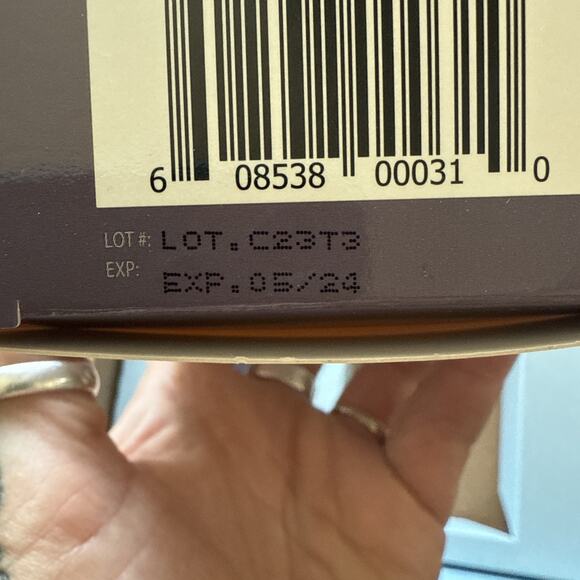 6 08538 00031 0
LOT #: LOT.C23T3
EXP: EXP.05/24